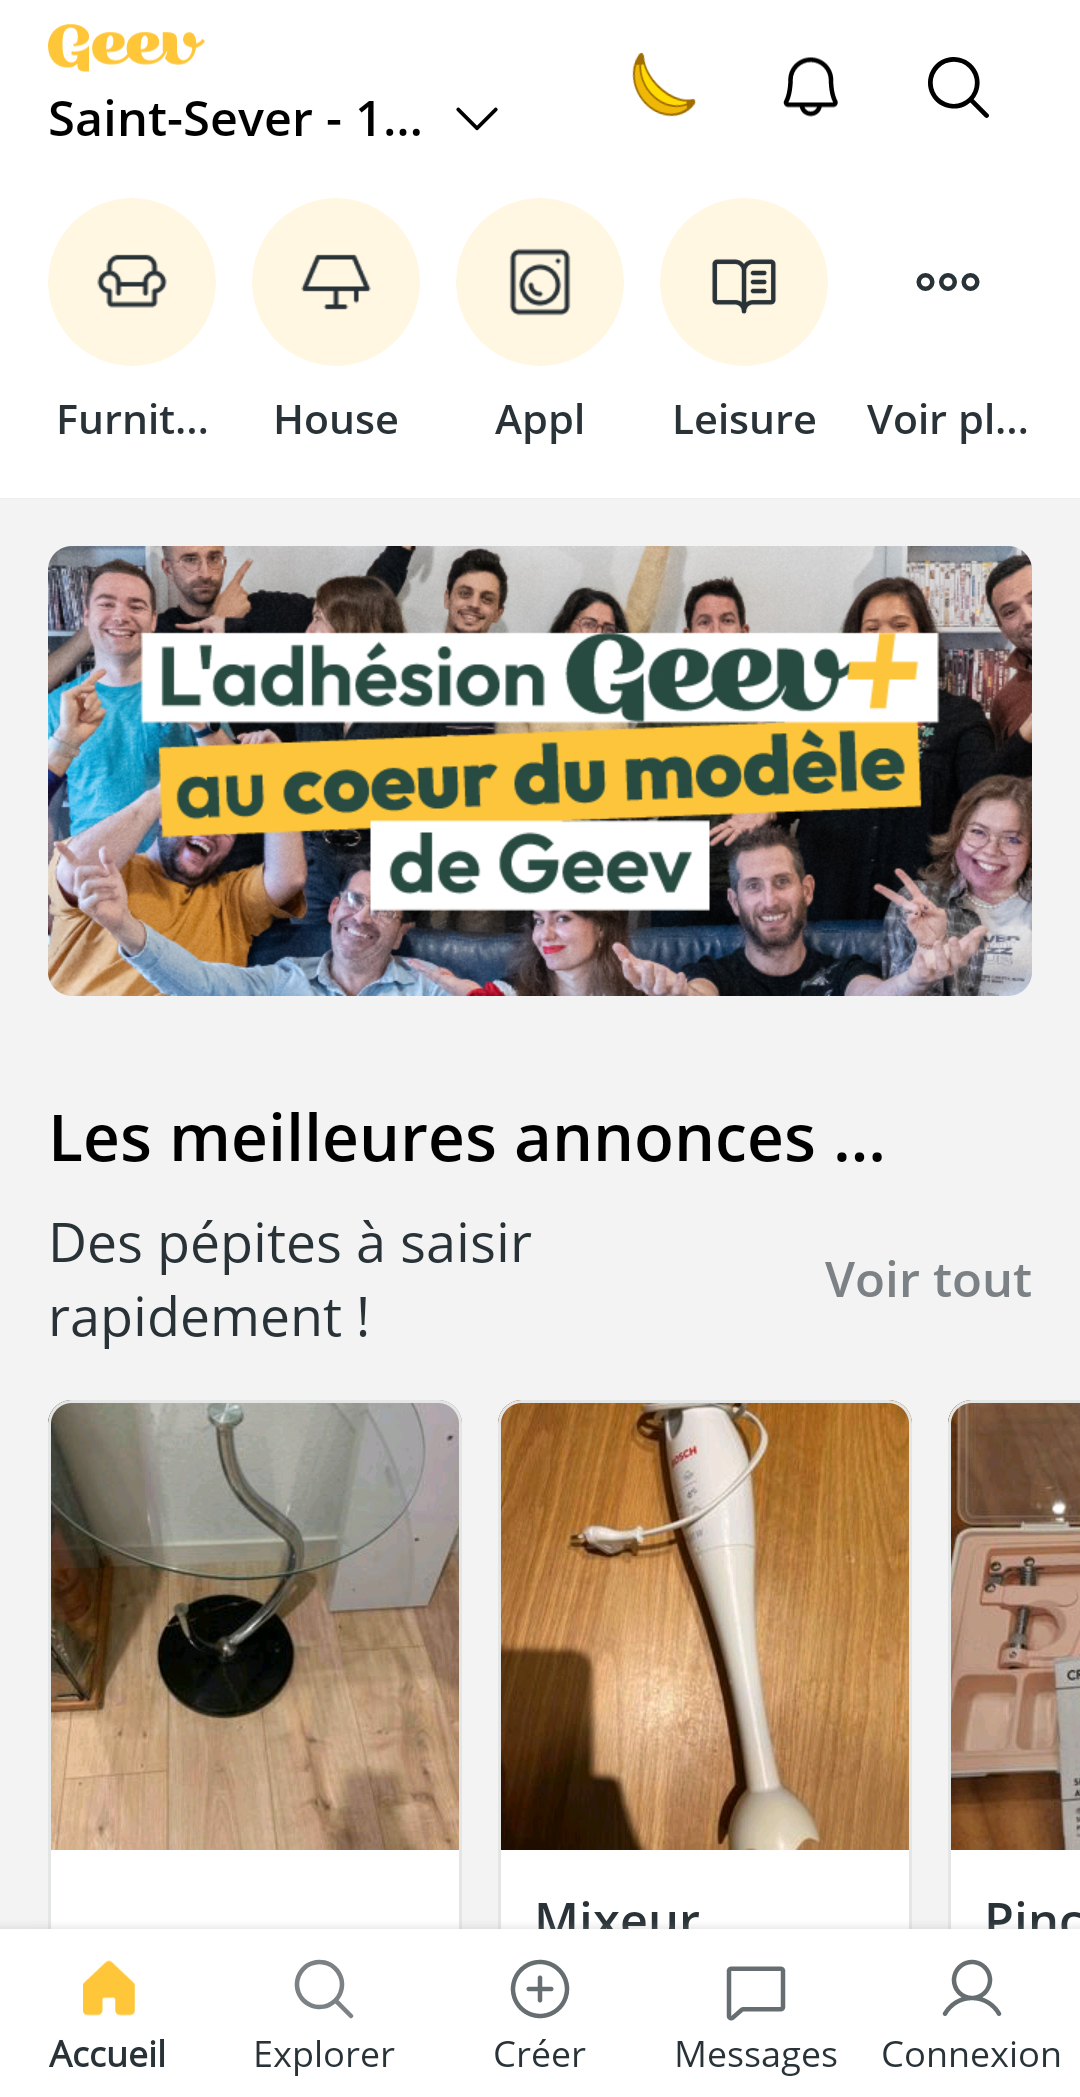 Geev
Saint-Sever - 1...
Furnit...
House
Appl
Leisure
Voir pl...
L'adhésion Geev+
au coeur du modèle
de Geev
Les meilleures annonces ...
Des pépites à saisir
rapidement !
Voir tout
BOSCH
Mixeur
Pinc
Accueil
Explorer
Créer
Messages
Connexion